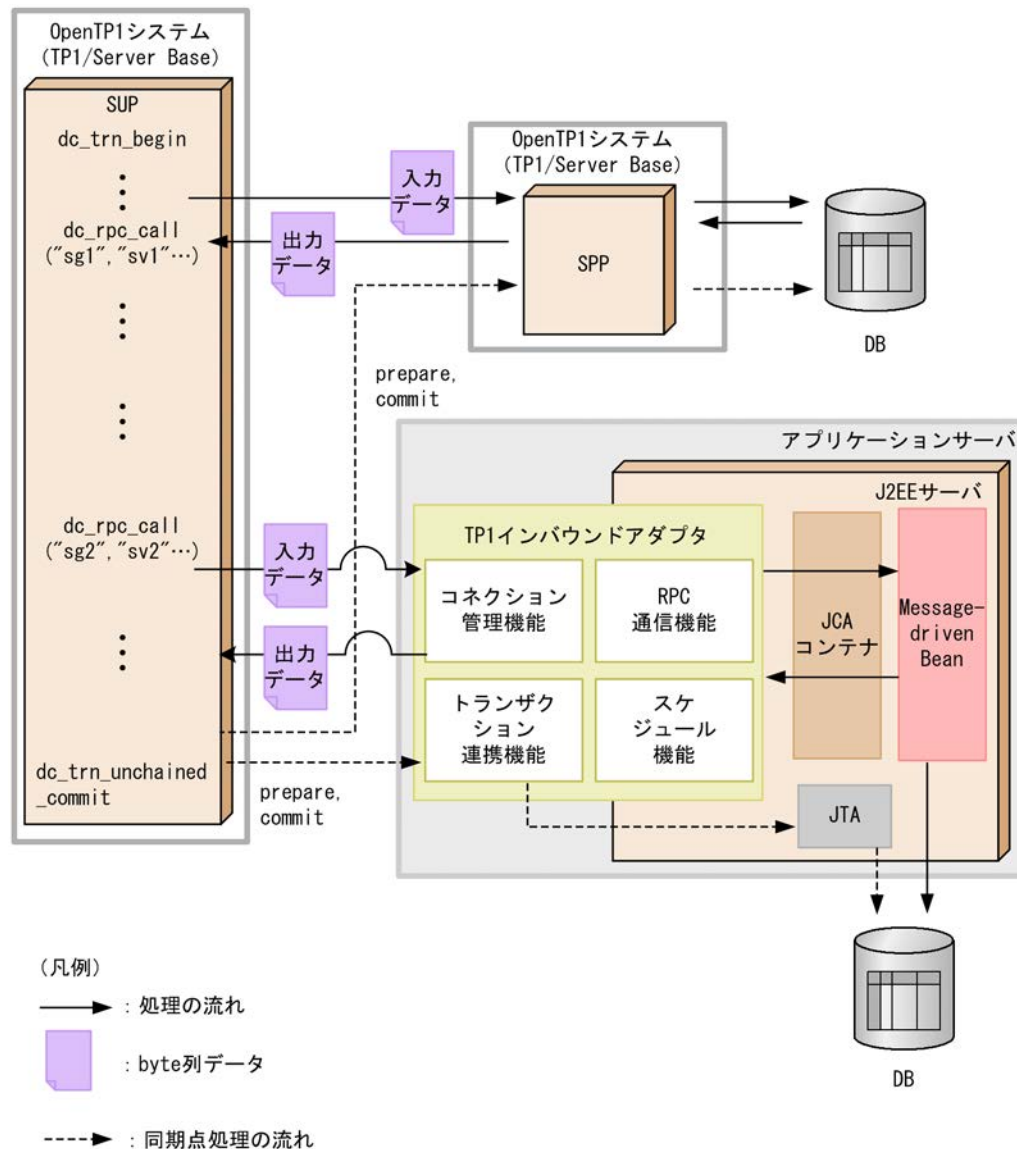 OpenTP1システム
(TP1/Server Base)
SUP
dc_trn_begin
dc_rpc_call
("sg1","sv1"…)
dc_rpc_call
("sg2","sv2"…)
dc_trn_unchained
_commit
入力
データ
出力
データ
OpenTP1システム
(TP1/Server Base)
SPP
DB
prepare,
commit
アプリケーションサーバ
J2EEサーバ
TP1インバウンドアダプタ
コネクション
管理機能
RPC
通信機能
トランザク
ション
連携機能
スケ
ジュール
機能
JCA
コンテナ
Message-
driven
Bean
JTA
入力
データ
出力
データ
prepare,
commit
DB
(凡例)
：処理の流れ
：byte列データ
：同期点処理の流れ